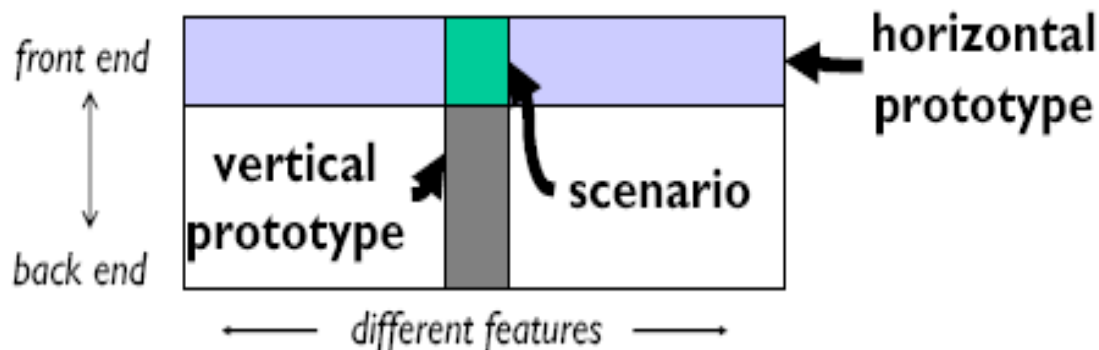 front end
horizontal
prototype
vertical
prototype
scenario
back end
different features